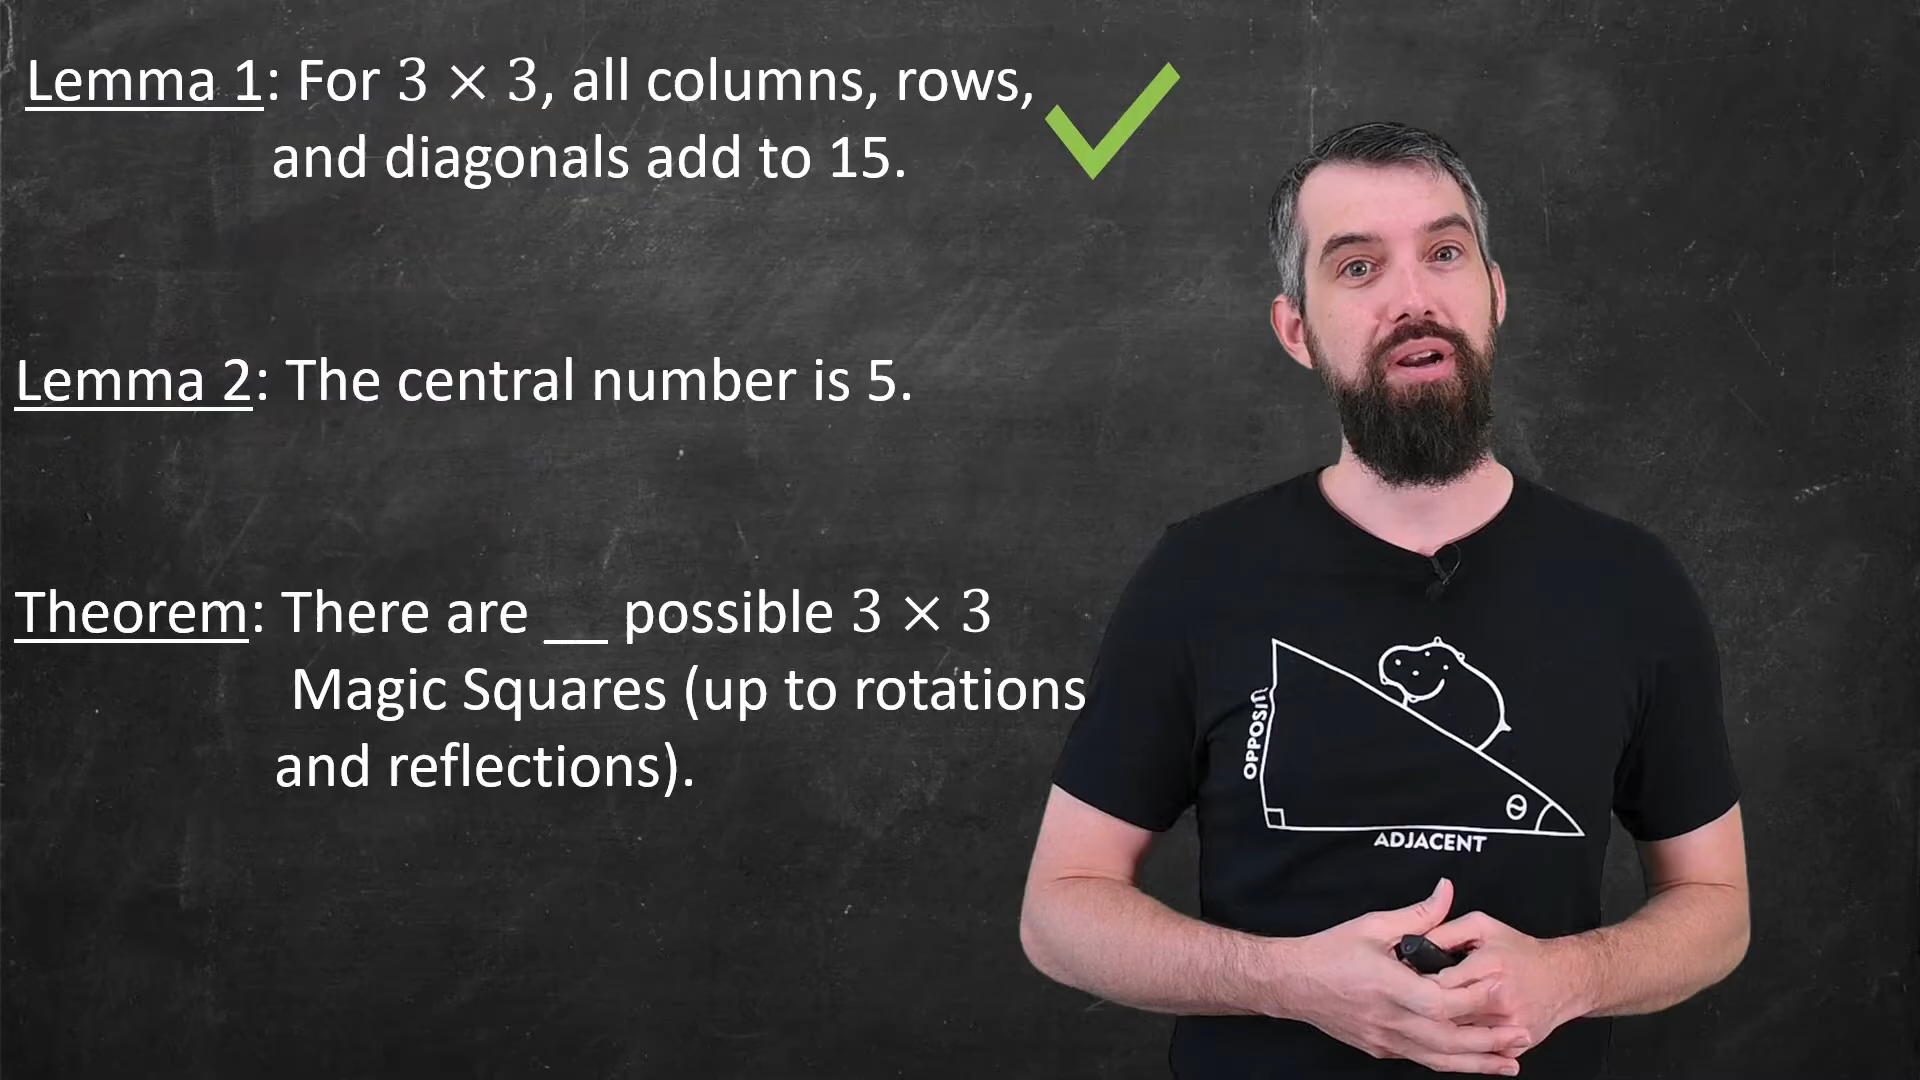 Lemma 1: For 3 × 3, all columns, rows,
and diagonals add to 15.
Lemma 2: The central number is 5.
Theorem: There are __ possible 3 × 3
Magic Squares (up to rotations
and reflections).
θ
ADJACENT